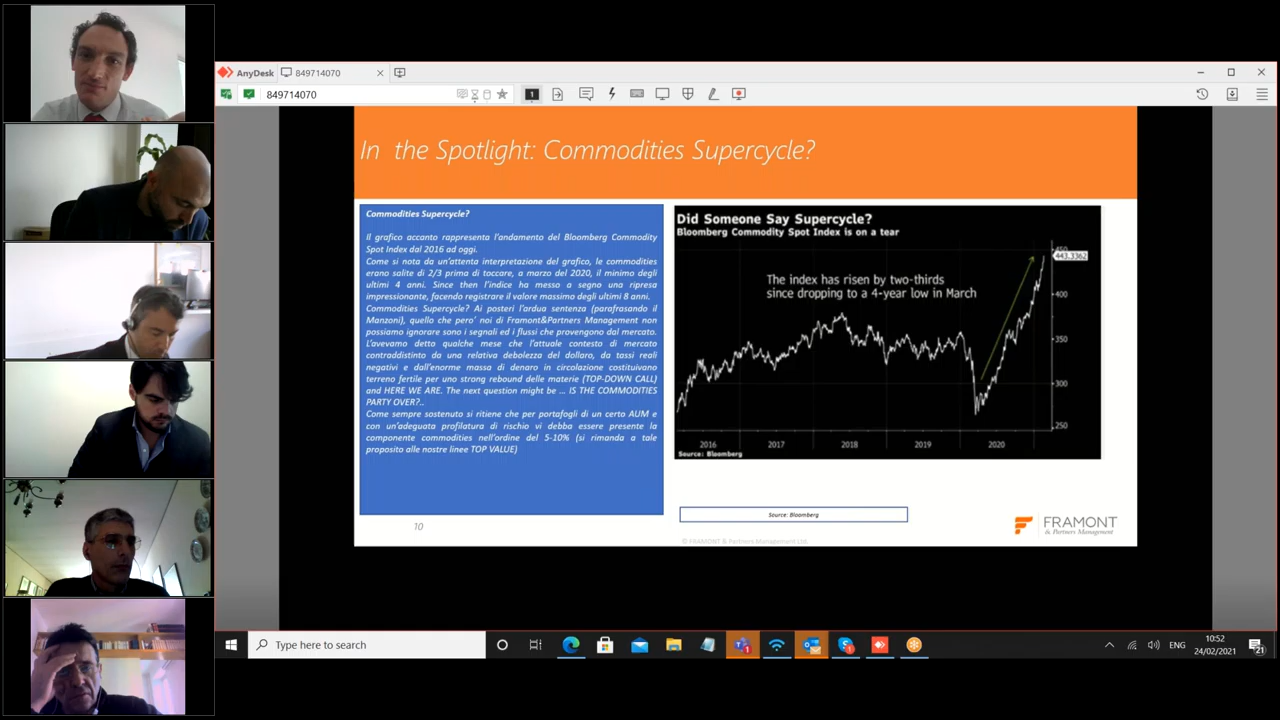 AnyDesk
849714070
849714070
In the Spotlight: Commodities Supercycle?
Commodities Supercycle?
Il grafico accanto rappresenta l'andamento del Bloomberg Commodity
Spot Index dal 2016 ad oggi.
Come si nota da un'attenta interpretazione del grafico, le commodities
erano salite di 2/3 prima di toccare, a marzo del 2020, il minimo degli
ultimi 4 anni. Since then l'indice ha messo a segno una ripresa
impressionante, facendo registrare il valore massimo degli ultimi 8 anni.
Commodities Supercycle? Ai posteri l'ardua sentenza (parafrasando il
Manzoni), quello che pero' noi di Framont&Partners Management non
possiamo ignorare sono i segnali ed i flussi che provengono dal mercato.
L'avevamo detto qualche mese che l'attuale contesto di mercato
contraddistinto da una relativa debolezza del dollaro, da tassi reali
negativi e dall'enorme massa di denaro in circolazione costituivano
terreno fertile per uno strong rebound delle materie (TOP-DOWN CALL)
and HERE WE ARE. The next question might be ... IS THE COMMODITIES
PARTY OVER?..
Come sempre sostenuto si ritiene che per portafogli di un certo AUM e
con un'adeguata profilatura di rischio vi debba essere presente la
componente commodities nell'ordine del 5-10% (si rimanda a tale
proposito alle nostre linee TOP VALUE)
Did Someone Say Supercycle?
Bloomberg Commodity Spot Index is on a tear
The index has risen by two-thirds
since dropping to a 4-year low in March
450
443.3362
400
350
300
250
2016 2017 2018 2019 2020
Source: Bloomberg
Source: Bloomberg
10
© FRAMONT & Partners Management Ltd.
FRAMONT
& Partners Management
Type here to search
ENG
10:52
24/02/2021
21